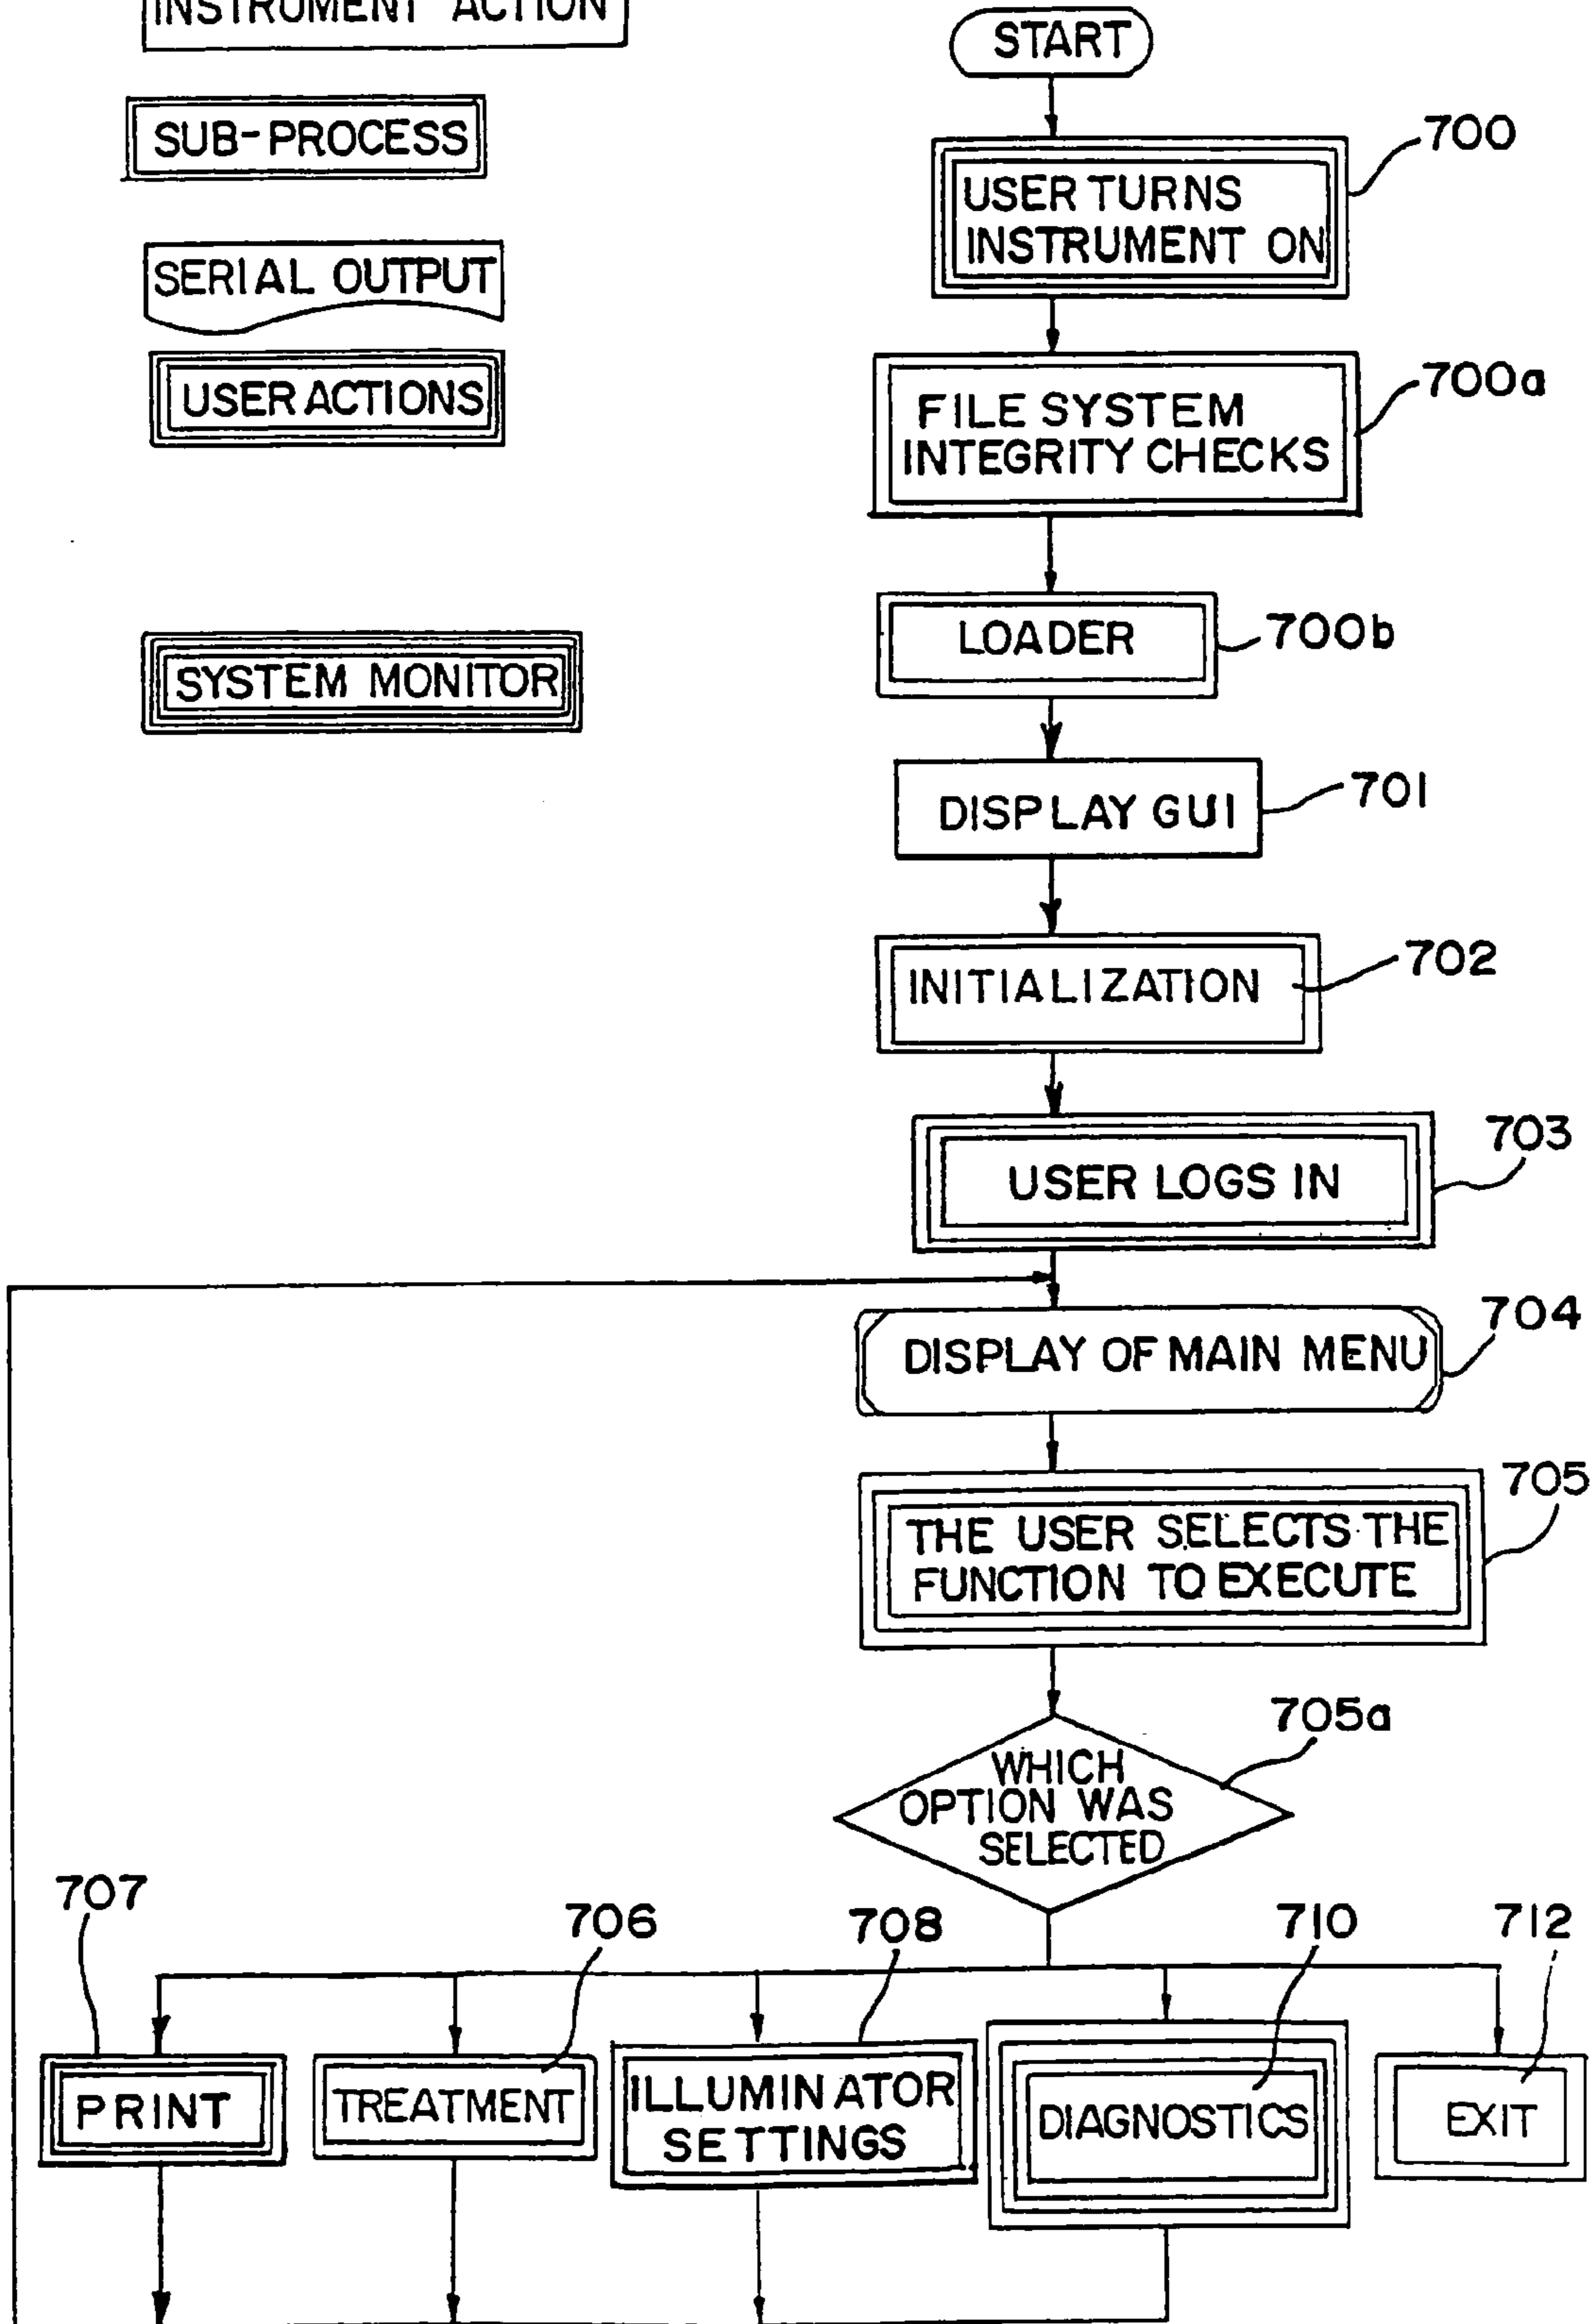 INSTRUMENT ACTION
SUB-PROCESS
SERIAL OUTPUT
USER ACTIONS
SYSTEM MONITOR
START
700
USER TURNS
INSTRUMENT ON
700a
FILE SYSTEM
INTEGRITY CHECKS
LOADER
700b
DISPLAY GUI
701
INITIALIZATION
702
703
USER LOGS IN
704
DISPLAY OF MAIN MENU
705
THE USER SELECTS THE
FUNCTION TO EXECUTE
705a
WHICH
OPTION WAS
SELECTED
707
706
708
710
712
PRINT
TREATMENT
ILLUMINATOR
SETTINGS
DIAGNOSTICS
EXIT